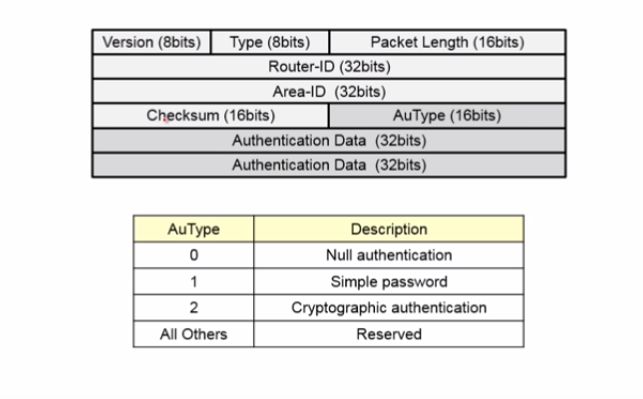 Version (8bits) Type (8bits) Packet Length (16bits)
Router-ID (32bits)
Area-ID (32bits)
Checksum (16bits) AuType (16bits)
Authentication Data (32bits)
Authentication Data (32bits)
AuType Description
0 Null authentication
1 Simple password
2 Cryptographic authentication
All Others Reserved